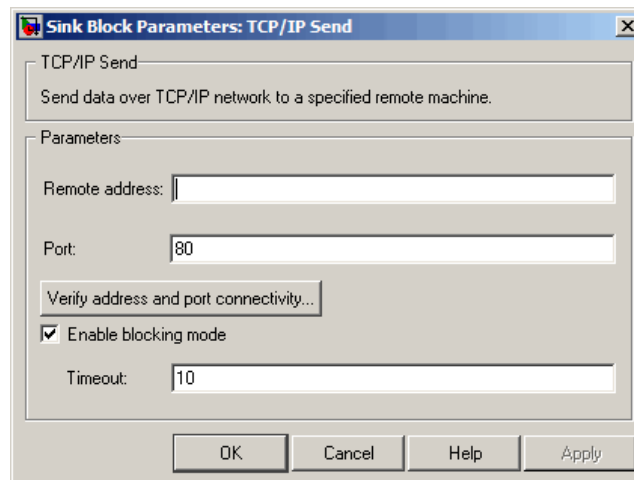 Sink Block Parameters: TCP/IP Send
TCP/IP Send
Send data over TCP/IP network to a specified remote machine.
Parameters
Remote address:
Port: 80
Verify address and port connectivity...
Enable blocking mode
Timeout: 10
OK Cancel Help Apply